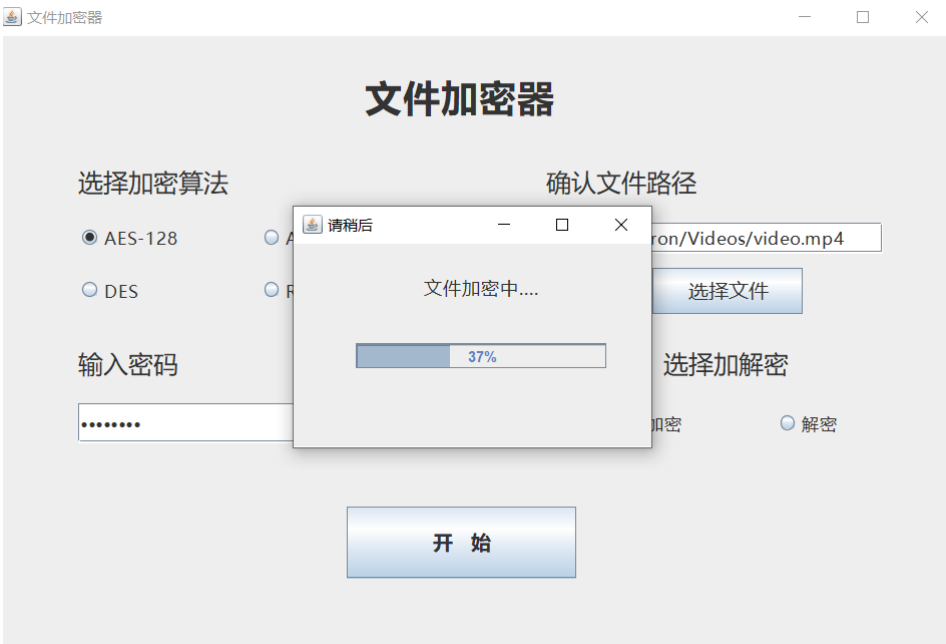 文件加密器
文件加密器
选择加密算法
确认文件路径
AES-128
DES
选择文件
输入密码
选择加解密
••••••••
加密
解密
开 始
请稍后
文件加密中....
37%
ron/Videos/video.mp4